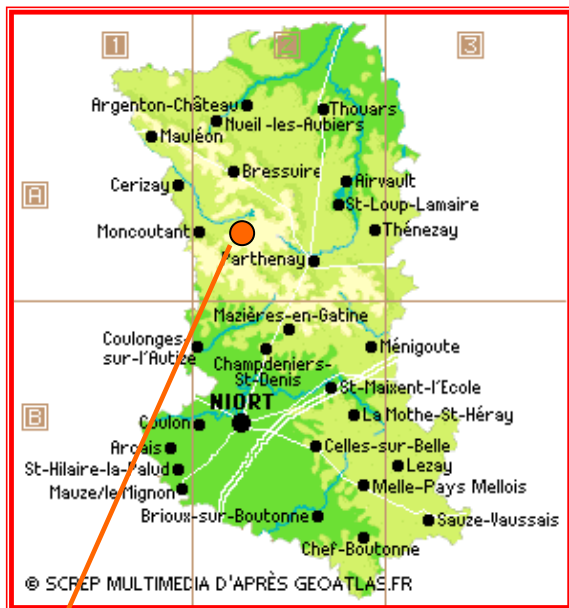 1 2 3
Argenton-Château
Thouars
Nueil-les-Aubiers
Mauléon
Bressuire
Cerizay
Airvault
A
St-Loup-Lamaire
Moncoutant
Thénezay
Parthenay
Mazières-en-Gatine
Coulonges-
sur-l'Autize
Ménigoute
Champdeniers-
St-Denis
St-Maixent-l'Ecole
NIORT
B
Coulon
La Mothe-St-Héray
Arcais
Celles-sur-Belle
St-Hilaire-la-Palud
Lezay
Mauze/le Mignon
Melle-Pays Mellois
Brioux-sur-Boutonne
Sauze-Vaussais
Chef-Boutonne
© SCREP MULTIMEDIA D'APRÈS GEOATLAS.FR